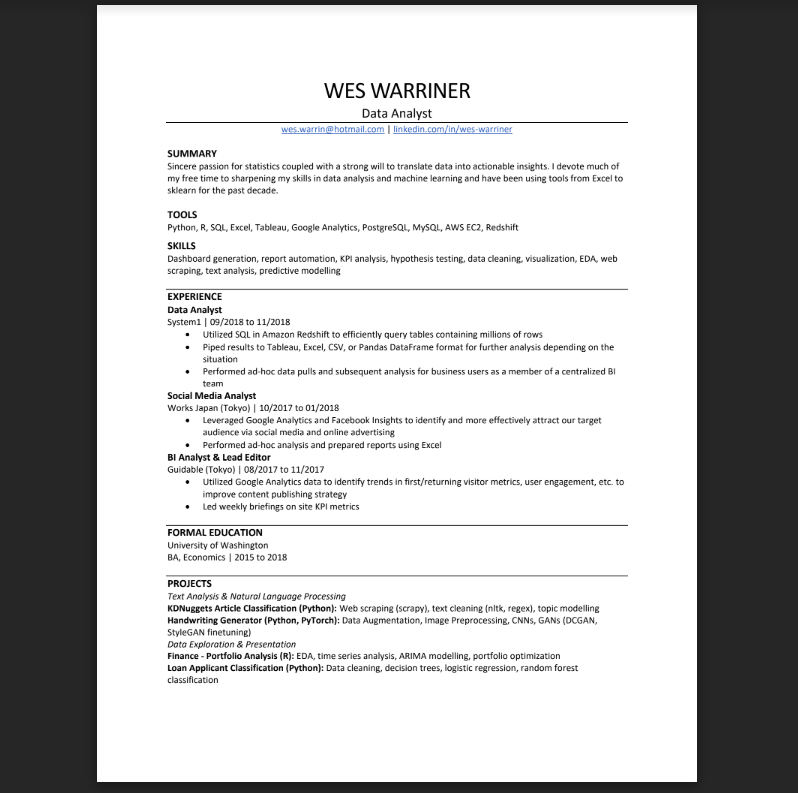 WES WARRINER
Data Analyst
wes.warrin@hotmail.com | linkedin.com/in/wes-warriner
SUMMARY
Sincere passion for statistics coupled with a strong will to translate data into actionable insights. I devote much of
my free time to sharpening my skills in data analysis and machine learning and have been using tools from Excel to
sklearn for the past decade.
TOOLS
Python, R, SQL, Excel, Tableau, Google Analytics, PostgreSQL, MySQL, AWS EC2, Redshift
SKILLS
Dashboard generation, report automation, KPI analysis, hypothesis testing, data cleaning, visualization, EDA, web
scraping, text analysis, predictive modelling
EXPERIENCE
Data Analyst
System1 | 09/2018 to 11/2018
• Utilized SQL in Amazon Redshift to efficiently query tables containing millions of rows
• Piped results to Tableau, Excel, CSV, or Pandas DataFrame format for further analysis depending on the
situation
• Performed ad-hoc data pulls and subsequent analysis for business users as a member of a centralized BI
team
Social Media Analyst
Works Japan (Tokyo) | 10/2017 to 01/2018
• Leveraged Google Analytics and Facebook Insights to identify and more effectively attract our target
audience via social media and online advertising
• Performed ad-hoc analysis and prepared reports using Excel
BI Analyst & Lead Editor
Guidable (Tokyo) | 08/2017 to 11/2017
• Utilized Google Analytics data to identify trends in first/returning visitor metrics, user engagement, etc. to
improve content publishing strategy
• Led weekly briefings on site KPI metrics
FORMAL EDUCATION
University of Washington
BA, Economics | 2015 to 2018
PROJECTS
Text Analysis & Natural Language Processing
KDNuggets Article Classification (Python): Web scraping (scrapy), text cleaning (nltk, regex), topic modelling
Handwriting Generator (Python, PyTorch): Data Augmentation, Image Preprocessing, CNNs, GANs (DCGAN,
StyleGAN finetuning)
Data Exploration & Presentation
Finance - Portfolio Analysis (R): EDA, time series analysis, ARIMA modelling, portfolio optimization
Loan Applicant Classification (Python): Data cleaning, decision trees, logistic regression, random forest
classification